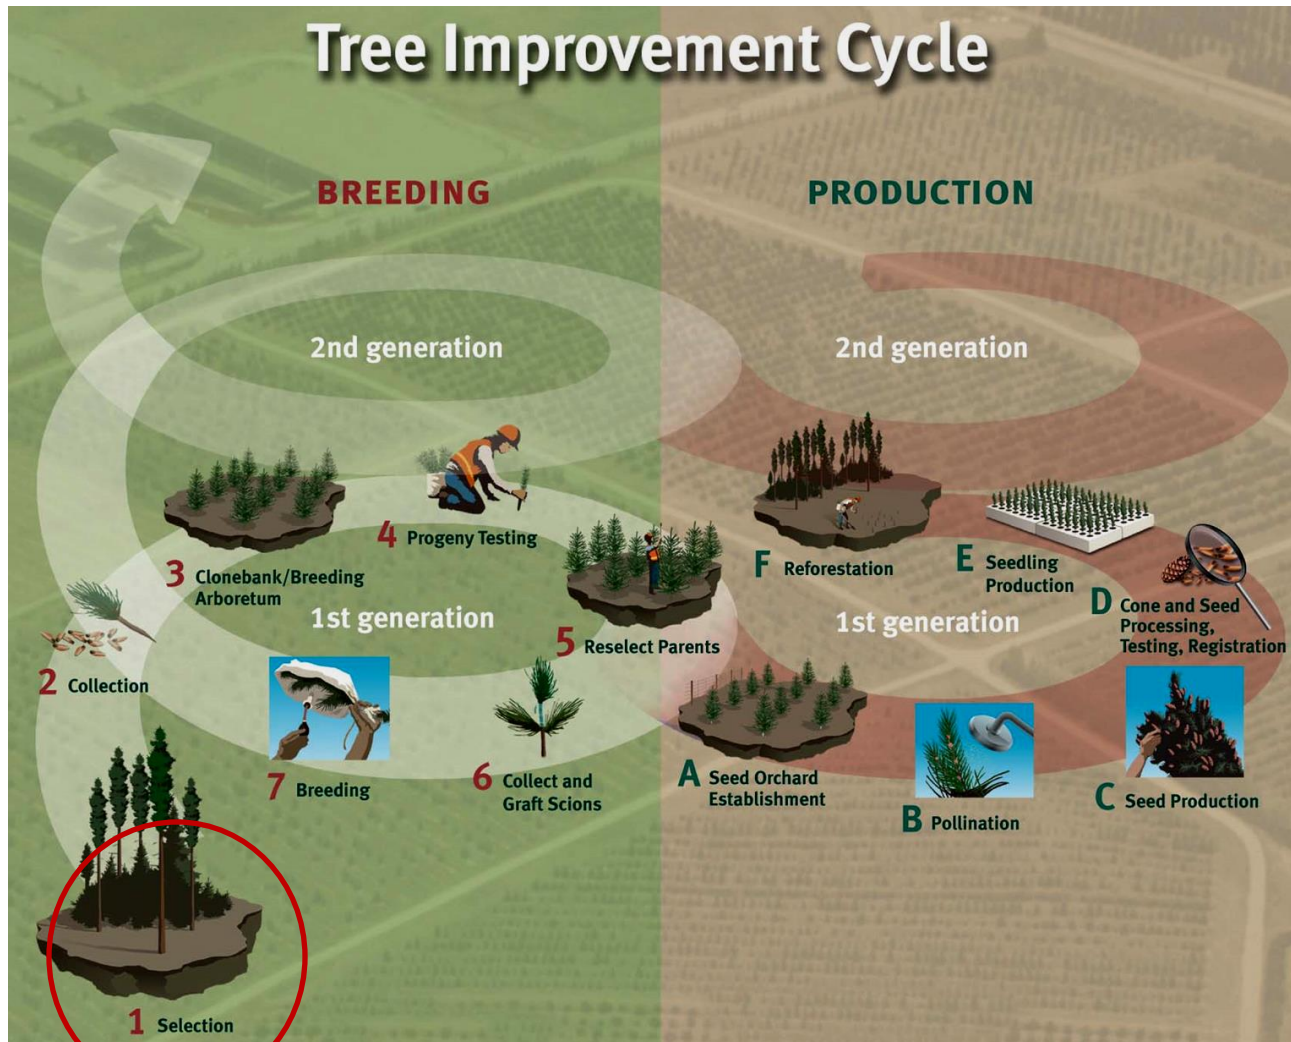 Tree Improvement Cycle
BREEDING
PRODUCTION
2nd generation
2nd generation
4 Progeny Testing
3 Clonebank/Breeding
Arboretum
1st generation
5 Reselect Parents
2 Collection
7 Breeding
6 Collect and
Graft Scions
1 Selection
F Reforestation
E Seedling
Production
D Cone and Seed
Processing,
Testing, Registration
1st generation
A Seed Orchard
Establishment
B Pollination
C Seed Production